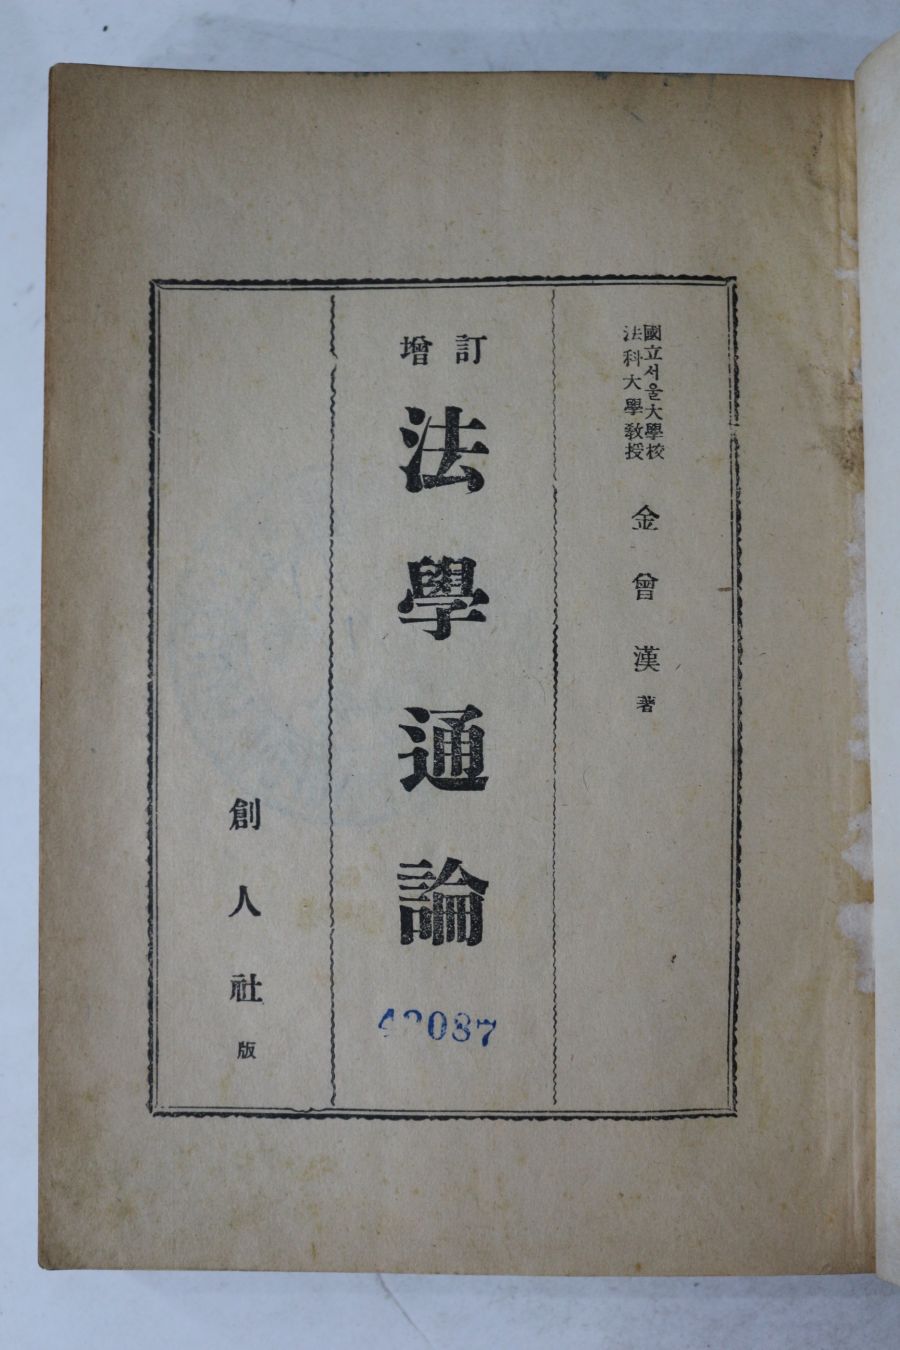 國立서울大學校
法科大學敎授
金曾漢著
訂增
法學通論
創人社版